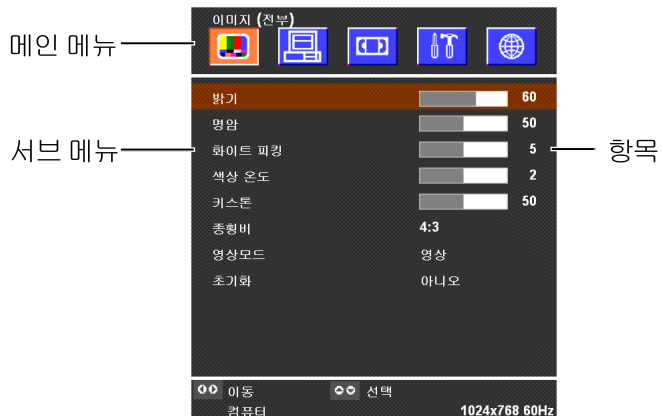 이미지 (전부)
메인 메뉴
밝기 60
명암 50
서브 메뉴
화이트 피킹 5
항목
색상 온도 2
키스톤 50
종횡비 4:3
영상모드 영상
초기화 아니오
이동 선택
컴퓨터 1024x768 60Hz